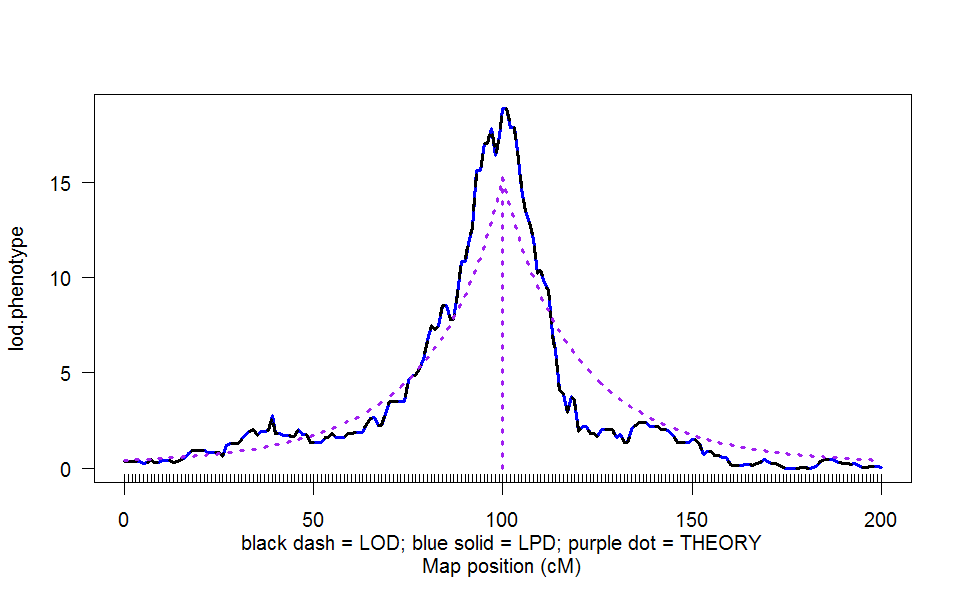 lod.phenotype
15
10
5
0
0 50 100 150 200
black dash = LOD; blue solid = LPD; purple dot = THEORY
Map position (cM)